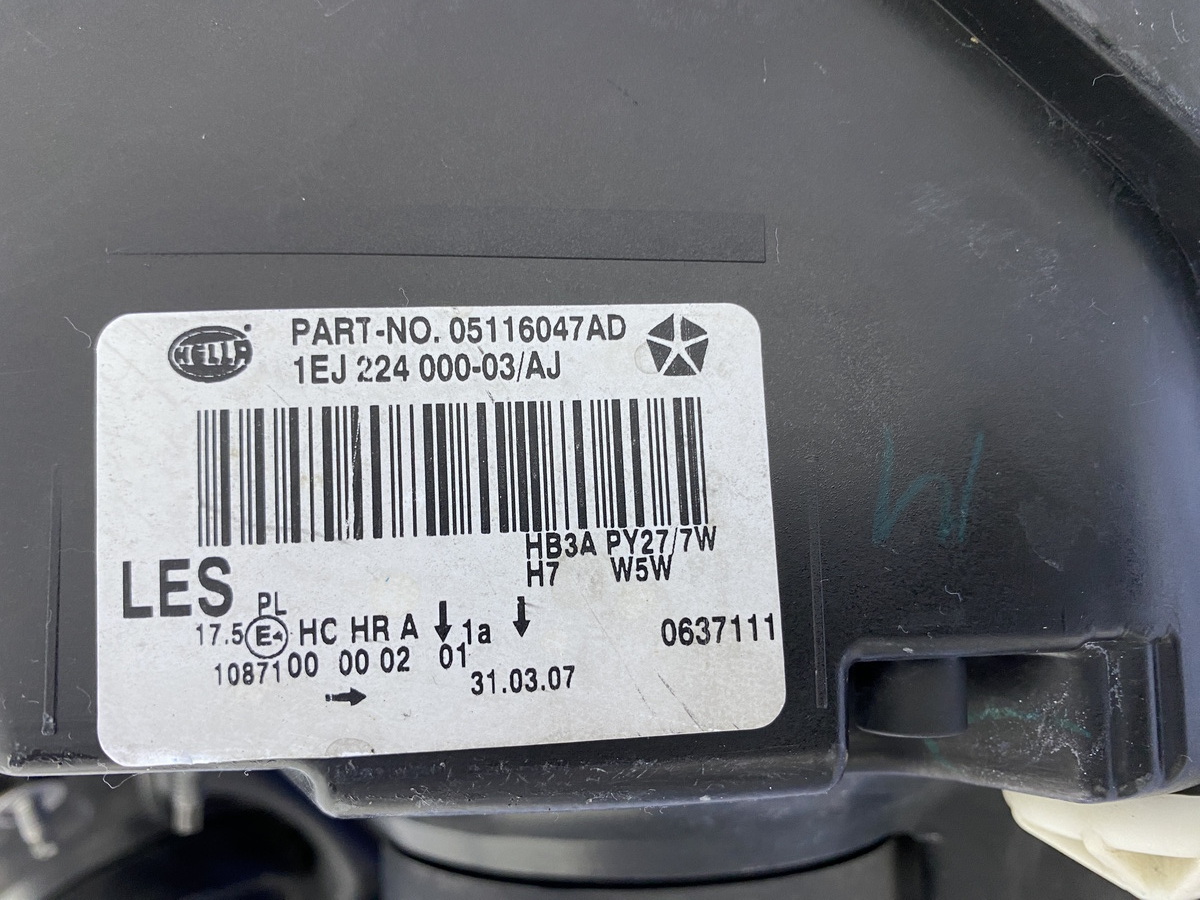 HELLA
PART-NO. 05116047AD
1EJ 224 000-03/AJ
HB3A PY27/7W
H7 W5W
LES
PL
17.5 E4 HC HR A ↓ 1a ↓
0637111
1087100 00 02 01
31.03.07
→